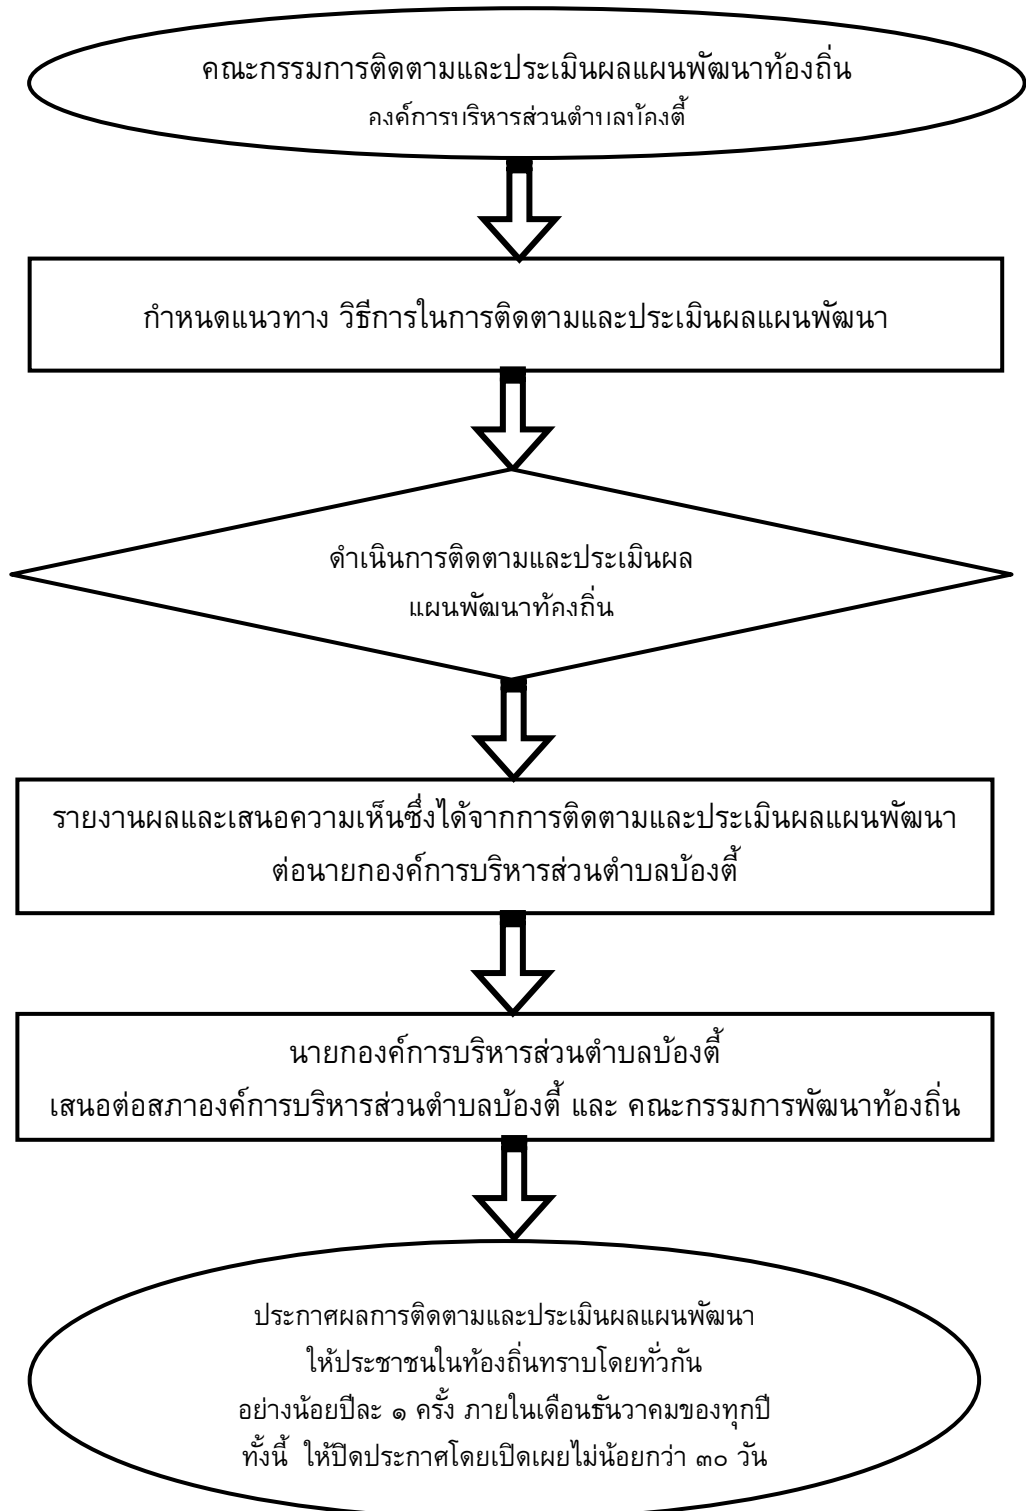 คณะกรรมการติดตามและประเมินผลแผนพัฒนาท้องถิ่น
องค์การบริหารส่วนตำบลบ้องตี้
กำหนดแนวทาง วิธีการในการติดตามและประเมินผลแผนพัฒนา
ดำเนินการติดตามและประเมินผล
แผนพัฒนาท้องถิ่น
รายงานผลและเสนอความเห็นซึ่งได้จากการติดตามและประเมินผลแผนพัฒนา
ต่อนายกองค์การบริหารส่วนตำบลบ้องตี้
นายกองค์การบริหารส่วนตำบลบ้องตี้
เสนอต่อสภาองค์การบริหารส่วนตำบลบ้องตี้ และ คณะกรรมการพัฒนาท้องถิ่น
ประกาศผลการติดตามและประเมินผลแผนพัฒนา
ให้ประชาชนในท้องถิ่นทราบโดยทั่วกัน
อย่างน้อยปีละ ๑ ครั้ง ภายในเดือนธันวาคมของทุกปี
ทั้งนี้ ให้ปิดประกาศโดยเปิดเผยไม่น้อยกว่า ๓๐ วัน